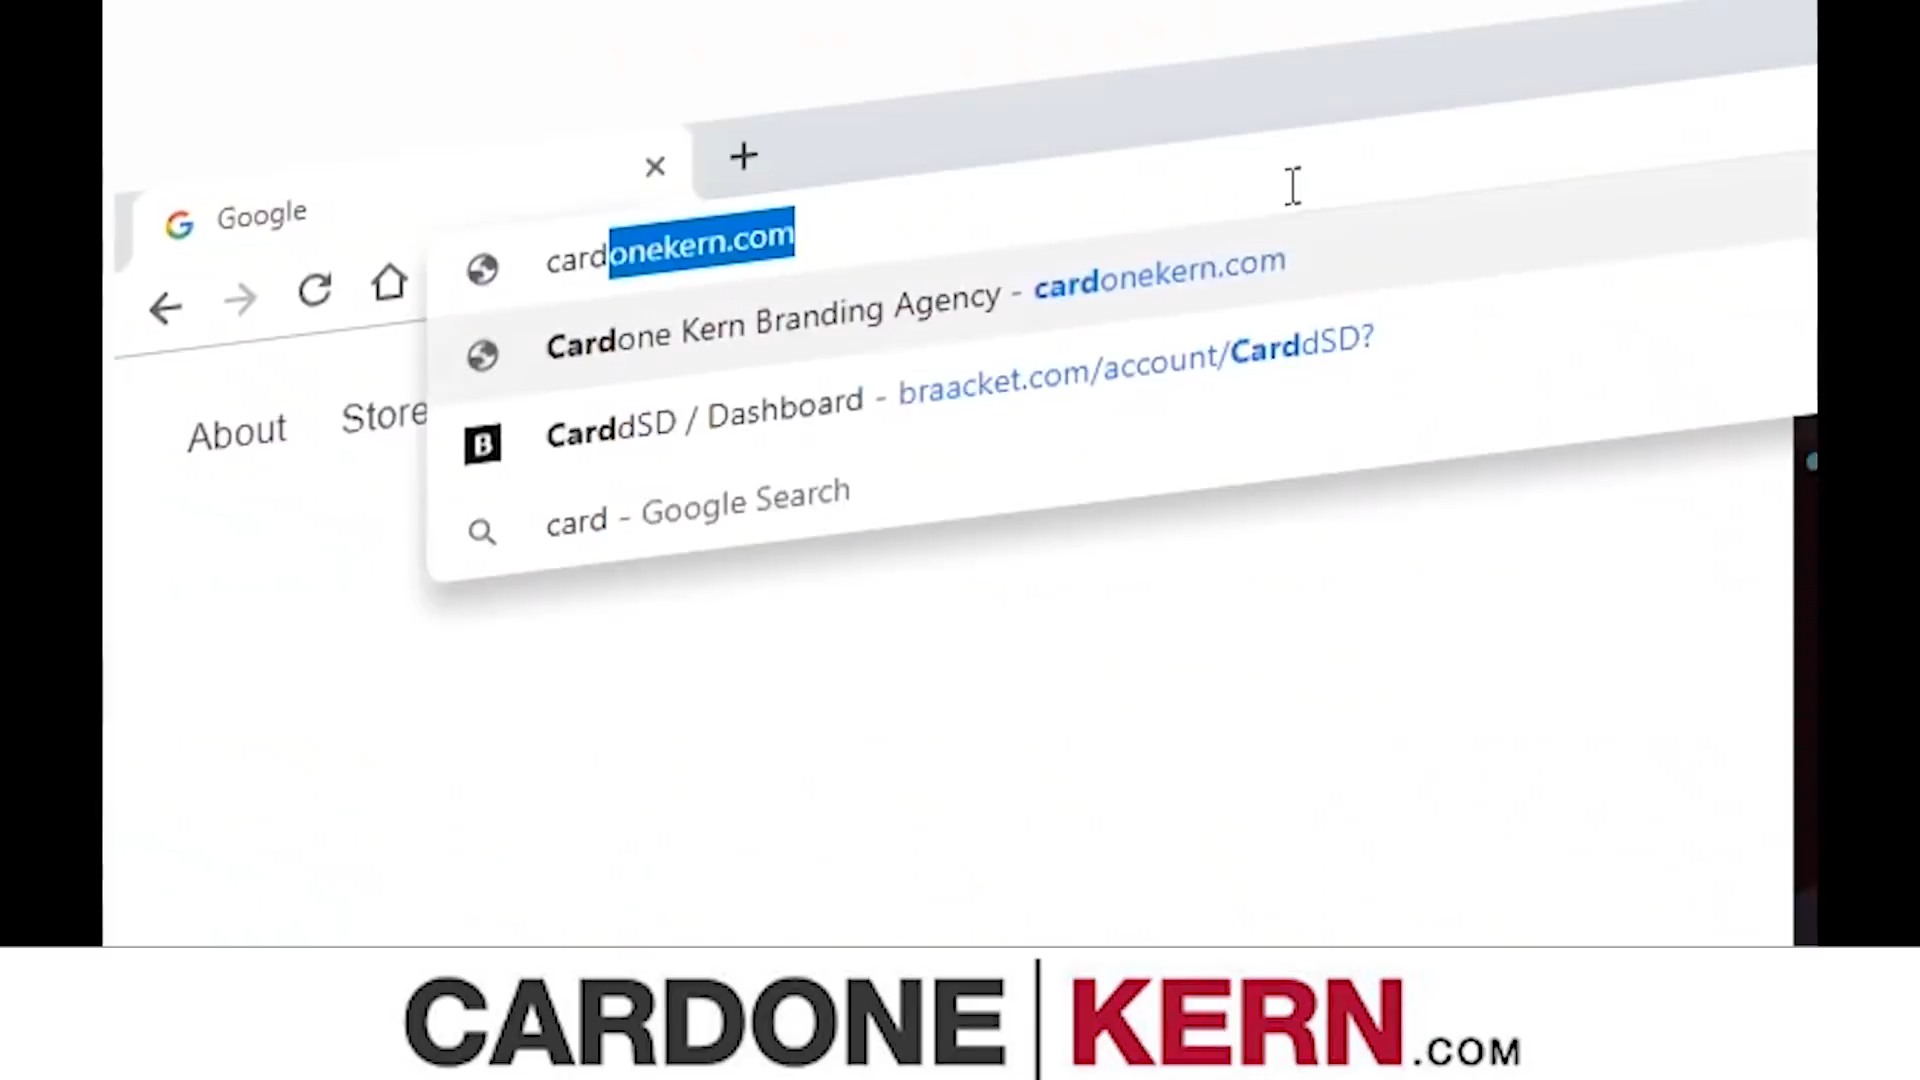 Google
cardonekern.com
Cardone Kern Branding Agency - cardonekern.com
CarddSD / Dashboard - braacket.com/account/CarddSD?
card - Google Search
About Store
CARDONE | KERN.COM